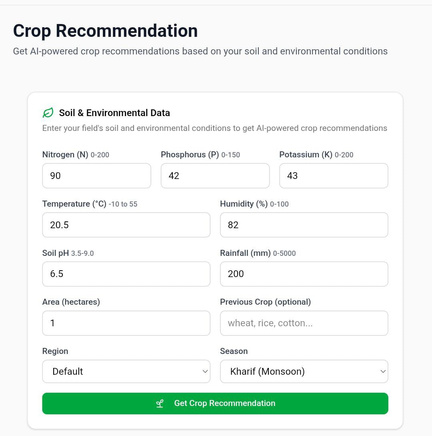 Crop Recommendation
Get AI-powered crop recommendations based on your soil and environmental conditions
Soil & Environmental Data
Enter your field's soil and environmental conditions to get AI-powered crop recommendations
Nitrogen (N) 0-200 Phosphorus (P) 0-150 Potassium (K) 0-200
90 42 43
Temperature (°C) -10 to 55 Humidity (%) 0-100
20.5 82
Soil pH 3.5-9.0 Rainfall (mm) 0-5000
6.5 200
Area (hectares) Previous Crop (optional)
1 wheat, rice, cotton...
Region Season
Default Kharif (Monsoon)
Get Crop Recommendation